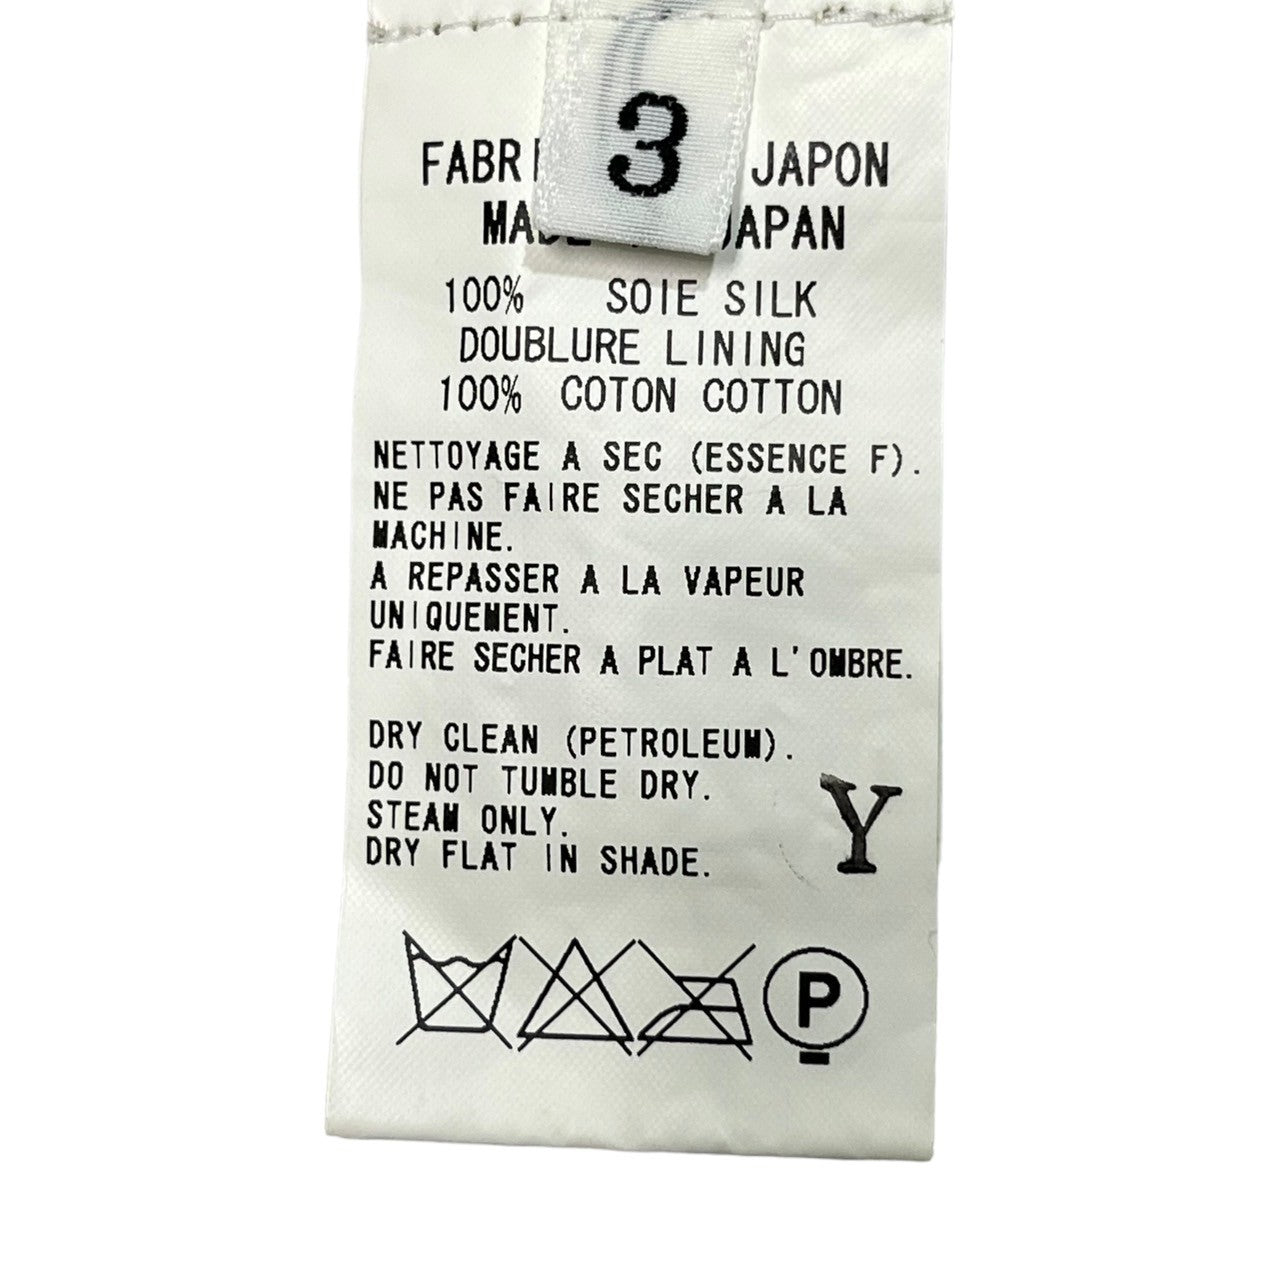 3
FABRI JAPON
MADE JAPAN
100% SOIE SILK
DOUBLURE LINING
100% COTON COTTON
NETTOYAGE A SEC (ESSENCE F).
NE PAS FAIRE SECHER A LA
MACHINE.
A REPASSER A LA VAPEUR
UNIQUEMENT.
FAIRE SECHER A PLAT A L'OMBRE.
DRY CLEAN (PETROLEUM).
DO NOT TUMBLE DRY.
STEAM ONLY.
DRY FLAT IN SHADE.
Y
P